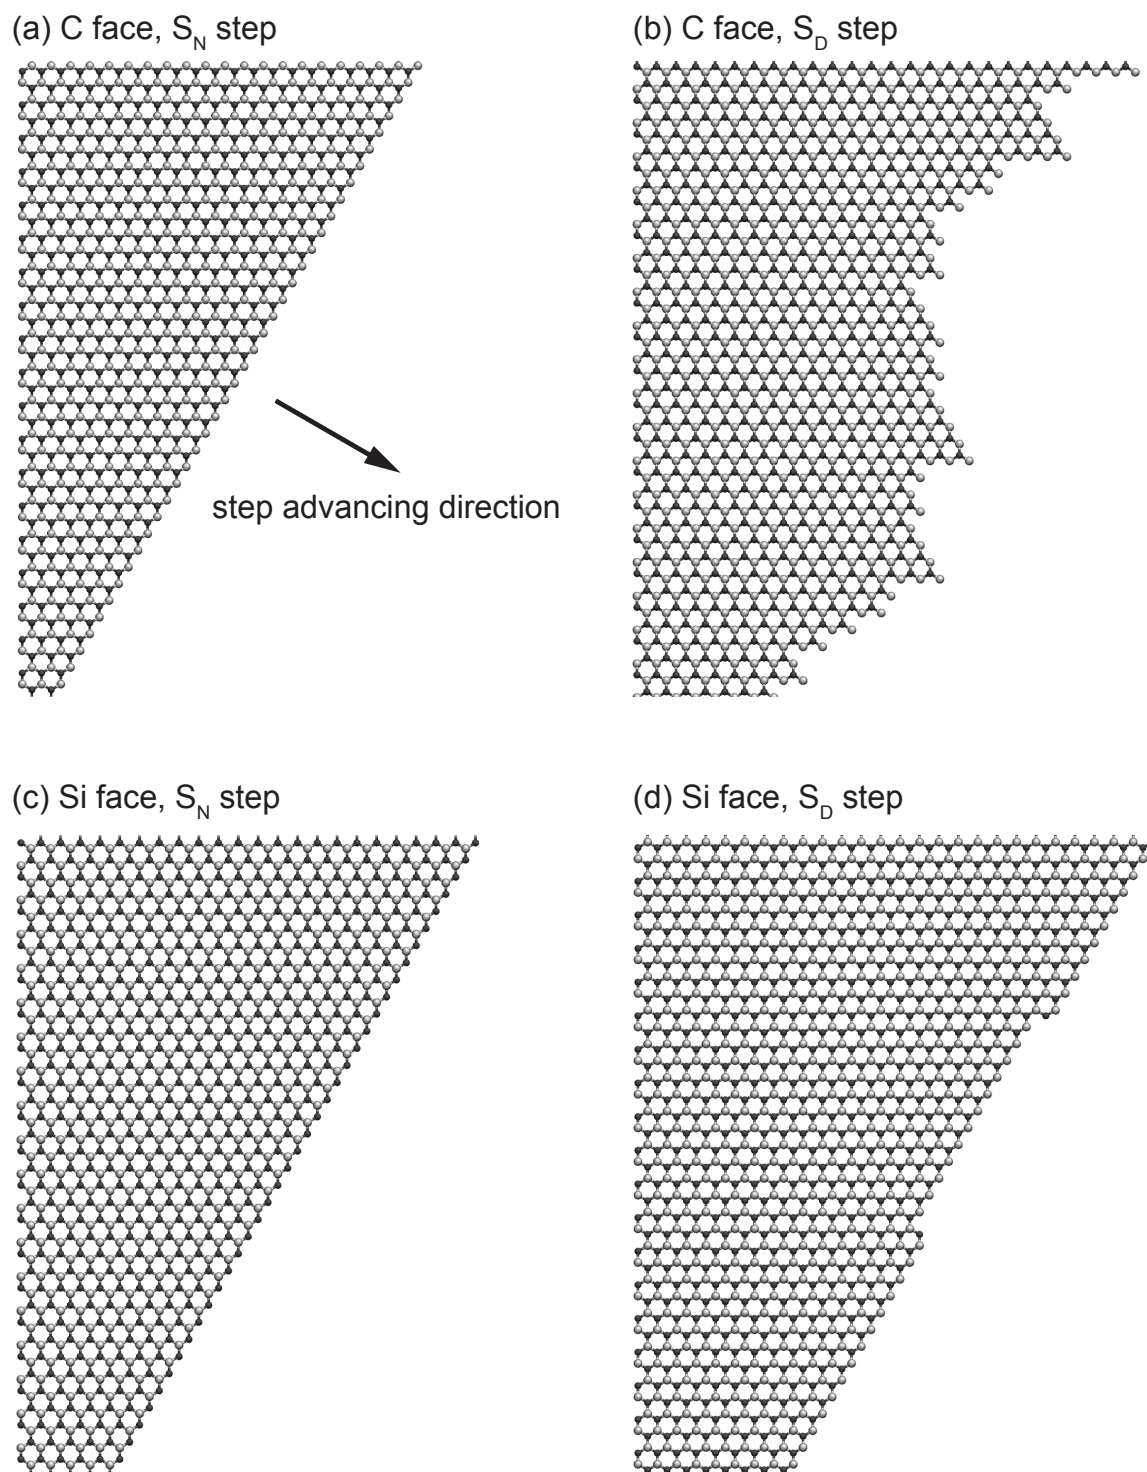 (a) C face, S_N step
(b) C face, S_D step
step advancing direction
(c) Si face, S_N step
(d) Si face, S_D step